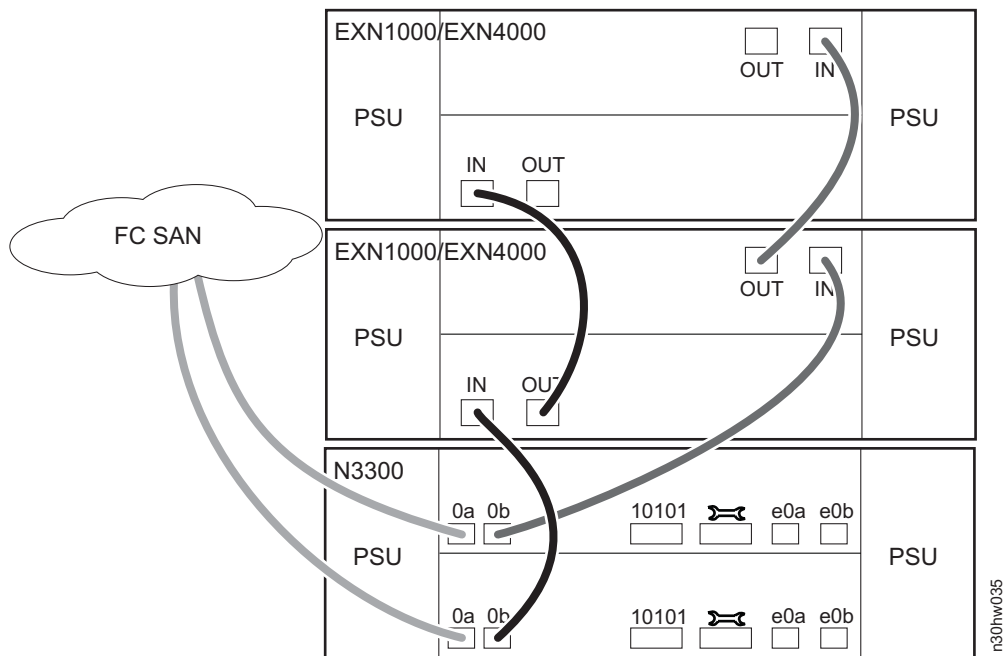 EXN1000/EXN4000
OUT IN
PSU
PSU
IN OUT
FC SAN
EXN1000/EXN4000
OUT IN
PSU
PSU
IN OUT
N3300
0a 0b 10101 e0a e0b
PSU
PSU
0a 0b 10101 e0a e0b
n30hw035